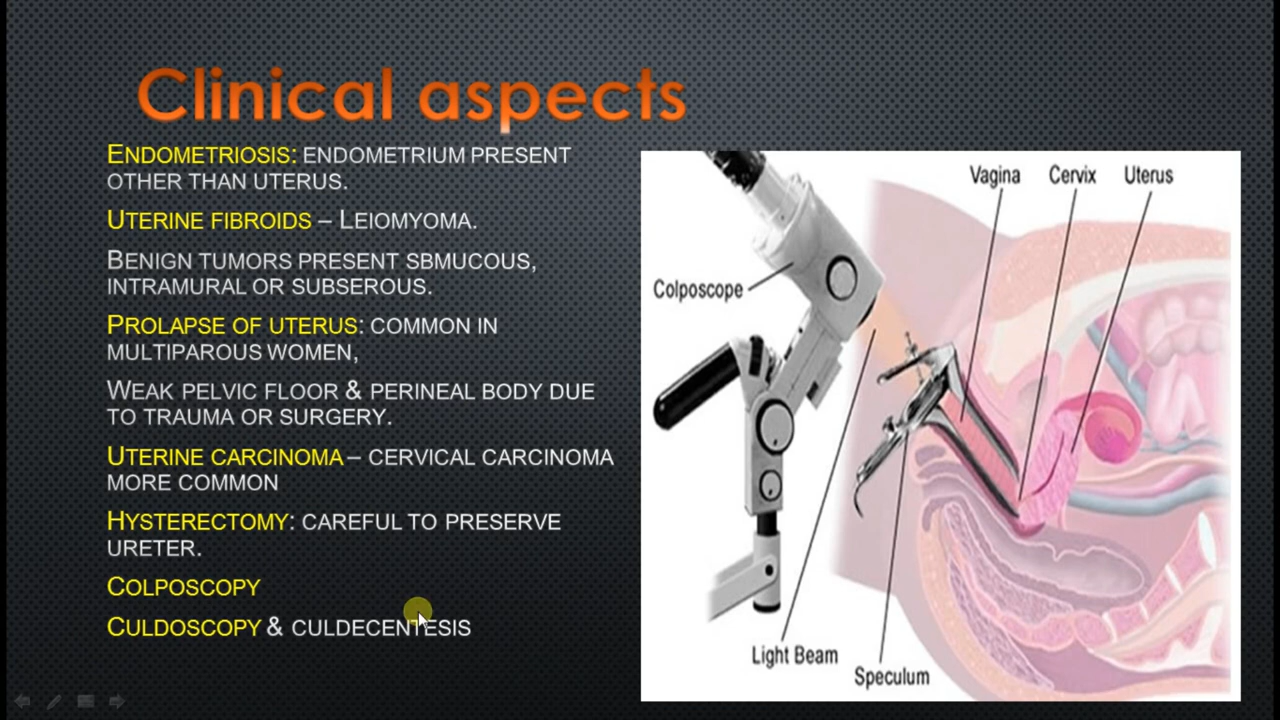 Clinical aspects
ENDOMETRIOSIS: ENDOMETRIUM PRESENT
OTHER THAN UTERUS.
UTERINE FIBROIDS – LEIOMYOMA.
BENIGN TUMORS PRESENT SBMUCOUS,
INTRAMURAL OR SUBSEROUS.
PROLAPSE OF UTERUS: COMMON IN
MULTIPAROUS WOMEN,
WEAK PELVIC FLOOR & PERINEAL BODY DUE
TO TRAUMA OR SURGERY.
UTERINE CARCINOMA – CERVICAL CARCINOMA
MORE COMMON
HYSTERECTOMY: CAREFUL TO PRESERVE
URETER.
COLPOSCOPY
CULDOSCOPY & CULDECENTESIS
Vagina
Cervix
Uterus
Colposcope
Light Beam
Speculum